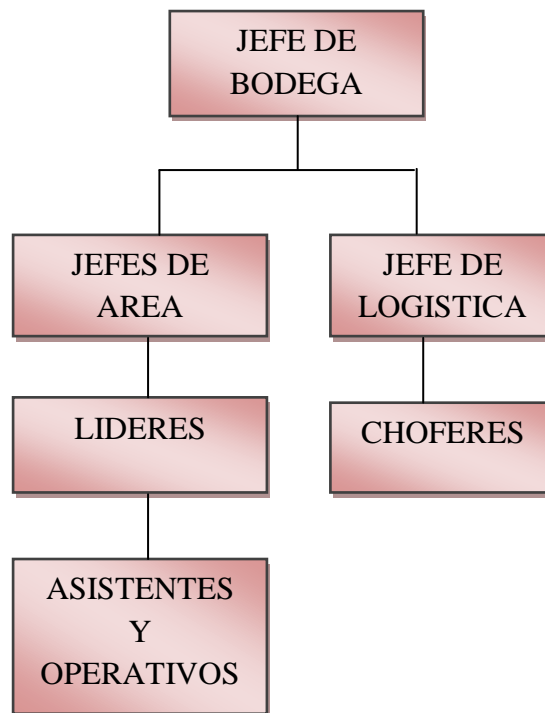 JEFE DE
BODEGA
JEFES DE
AREA
JEFE DE
LOGISTICA
LIDERES
CHOFERES
ASISTENTES
Y
OPERATIVOS